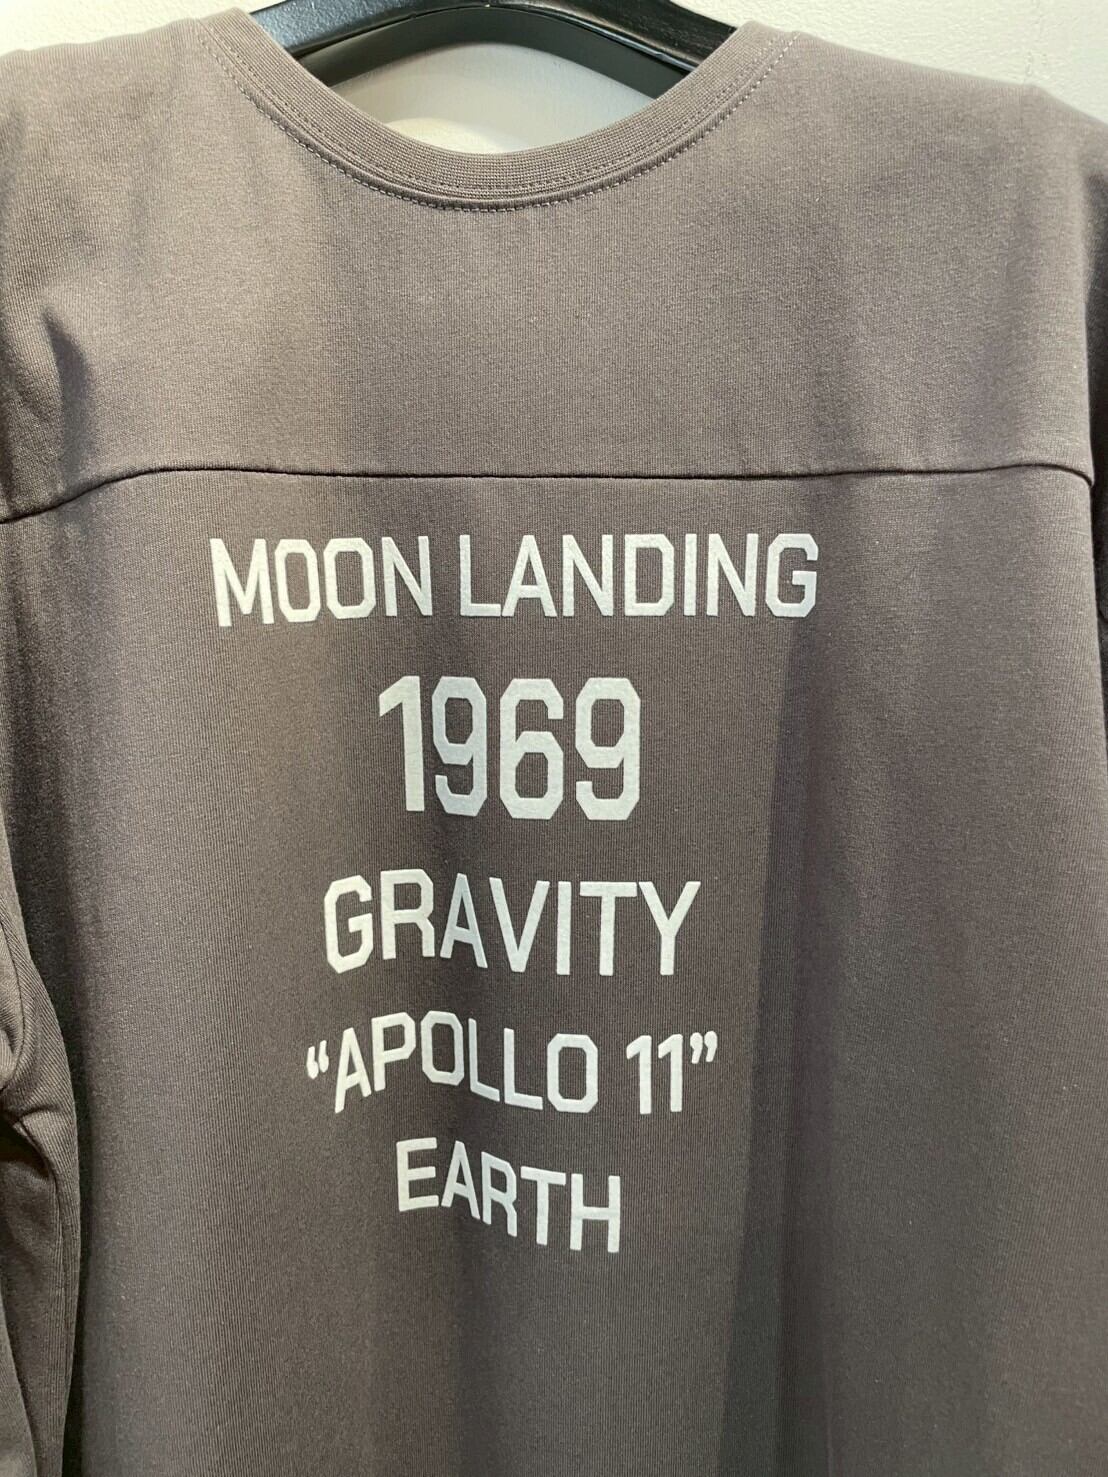 MOON LANDING
1969
GRAVITY
“APOLLO 11”
EARTH